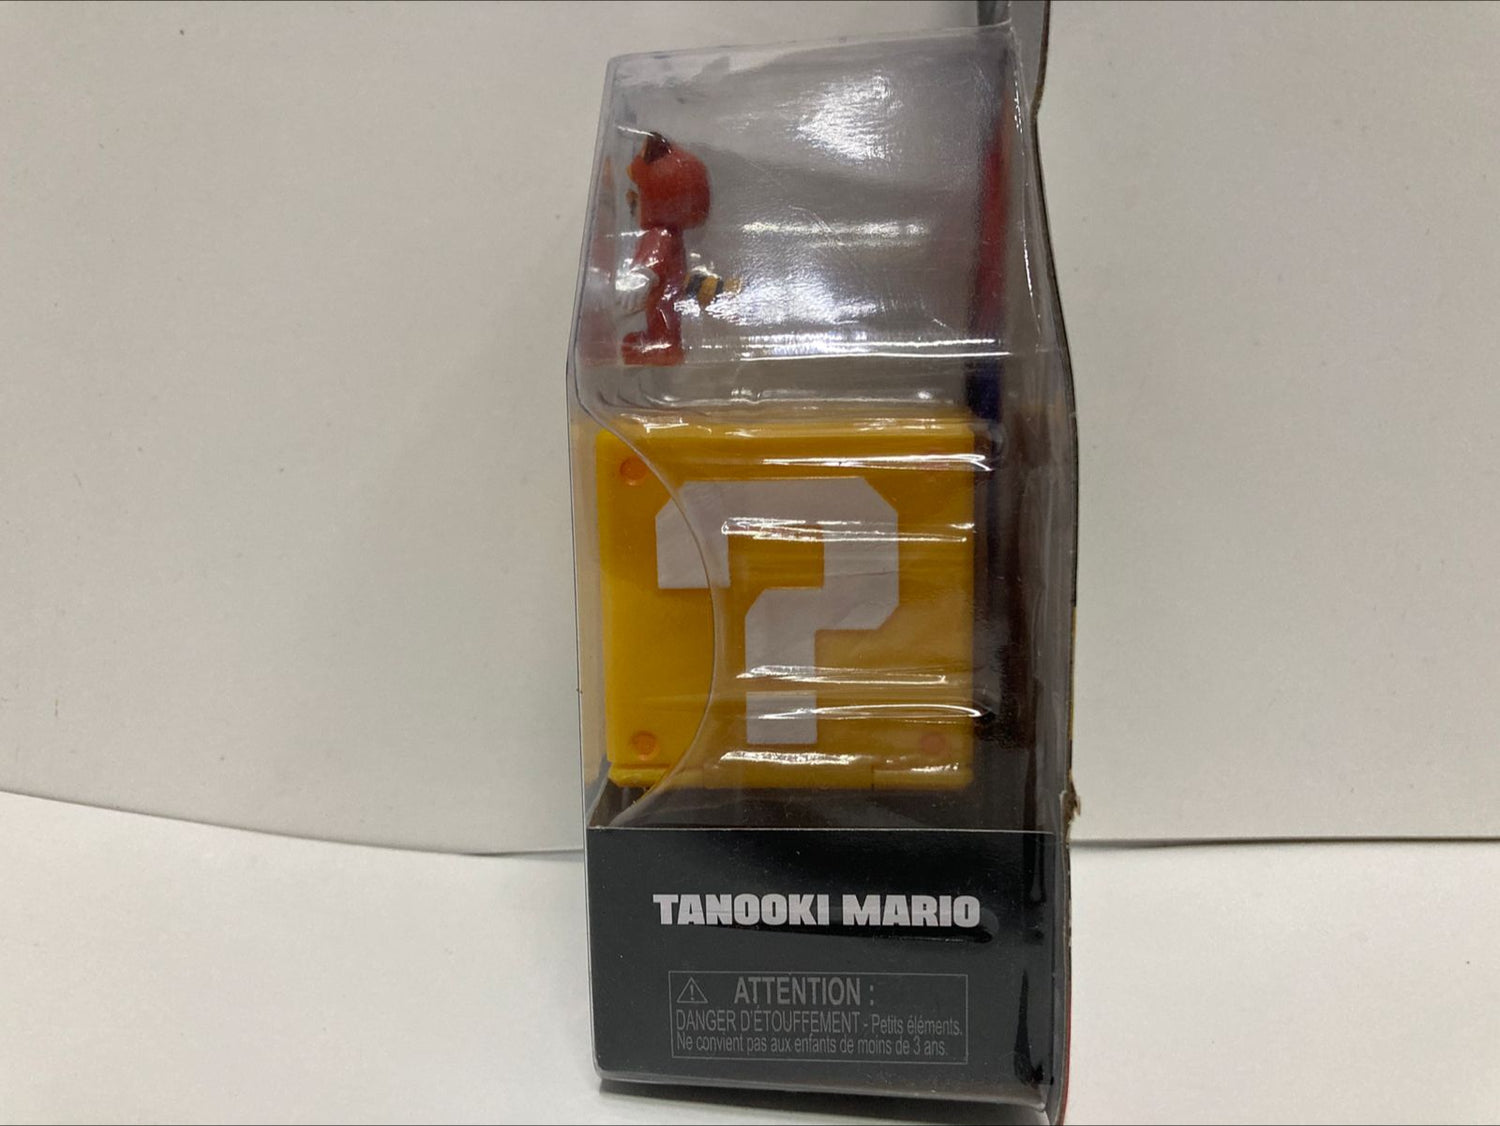 ?
TANOOKI MARIO
ATTENTION :
DANGER D'ÉTOUFFEMENT - Petits éléments.
Ne convient pas aux enfants de moins de 3 ans.